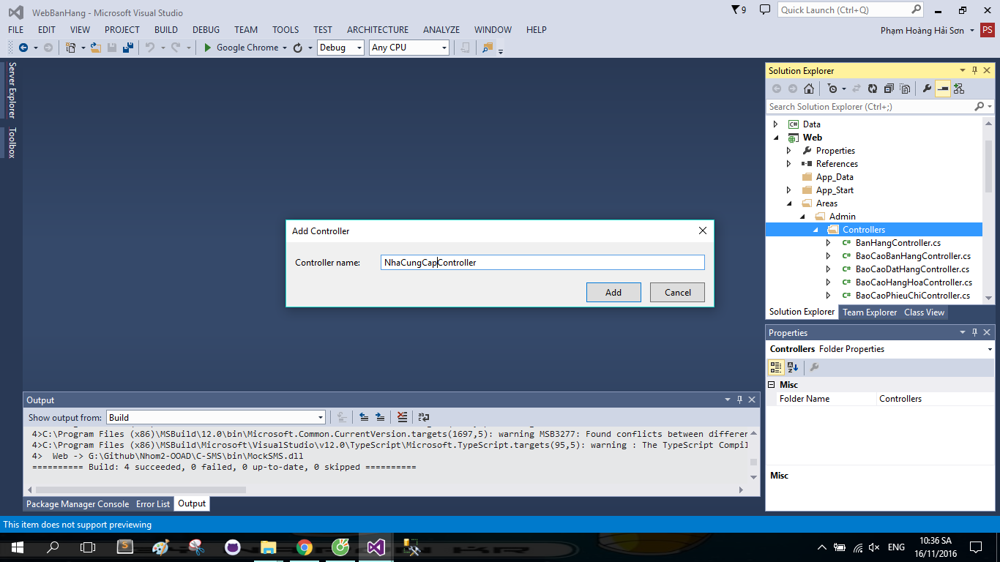 WebBanHang - Microsoft Visual Studio
9
Quick Launch (Ctrl+Q)
FILE EDIT VIEW PROJECT BUILD DEBUG TEAM TOOLS TEST ARCHITECTURE ANALYZE WINDOW HELP
Phạm Hoàng Hải Sơn
PS
Google Chrome
Debug
Any CPU
Server Explorer
Toolbox
Solution Explorer
Search Solution Explorer (Ctrl+;)
C# Data
Web
Properties
References
App_Data
App_Start
Areas
Admin
Controllers
C# BanHangController.cs
C# BaoCaoBanHangController.cs
C# BaoCaoDatHangController.cs
C# BaoCaoHangHoaController.cs
C# BaoCaoPhieuChiController.cs
Solution Explorer Team Explorer Class View
Add Controller
Controller name:
NhaCungCapController
Add
Cancel
Properties
Controllers Folder Properties
Misc
Folder Name Controllers
Misc
Output
Show output from: Build
4>C:\Program Files (x86)\MSBuild\12.0\bin\Microsoft.Common.CurrentVersion.targets(1697,5): warning MSB3277: Found conflicts between differen
4>C:\Program Files (x86)\MSBuild\Microsoft\VisualStudio\v12.0\TypeScript\Microsoft.TypeScript.targets(95,5): warning : The TypeScript Compil
4> Web -> G:\Github\Nhom2-OOAD\C-SMS\bin\MockSMS.dll
========== Build: 4 succeeded, 0 failed, 0 up-to-date, 0 skipped ==========
Package Manager Console Error List Output
This item does not support previewing
ENG
10:36 SA
16/11/2016